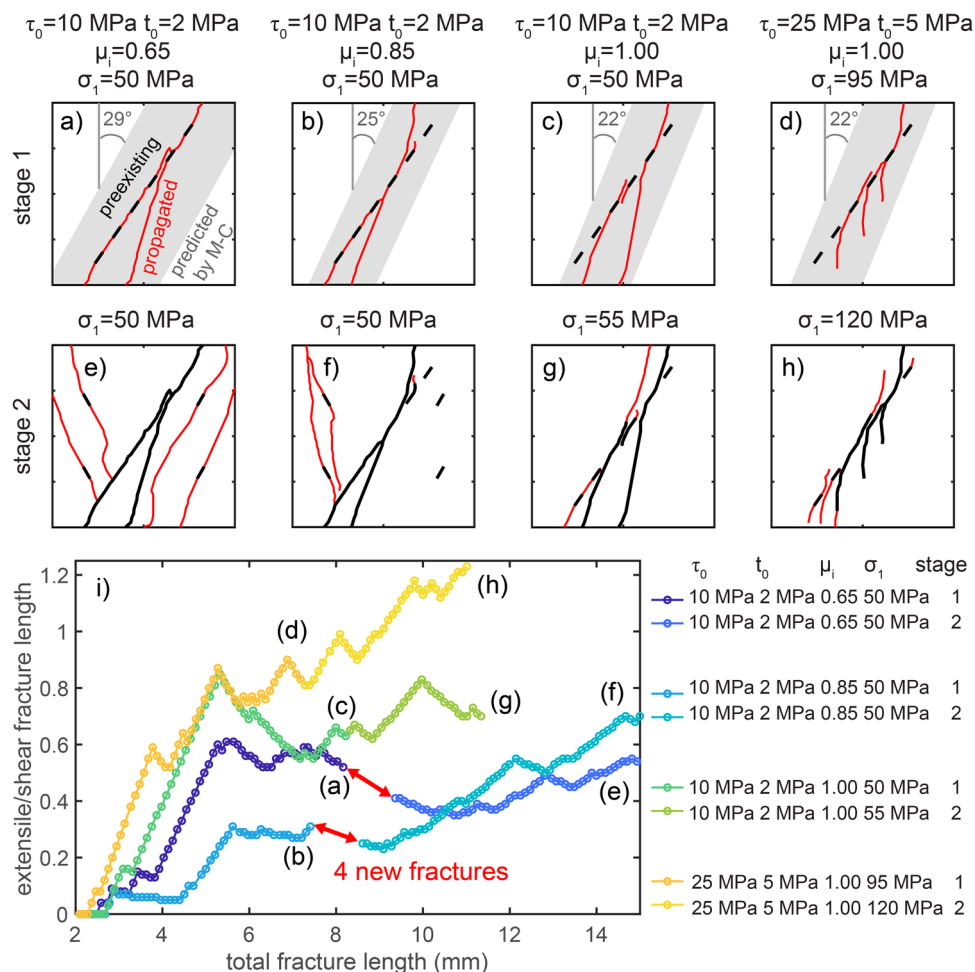 τ₀=10 MPa t₀=2 MPa
μᵢ=0.65
σ₁=50 MPa
τ₀=10 MPa t₀=2 MPa
μᵢ=0.85
σ₁=50 MPa
τ₀=10 MPa t₀=2 MPa
μᵢ=1.00
σ₁=50 MPa
τ₀=25 MPa t₀=5 MPa
μᵢ=1.00
σ₁=95 MPa
stage 1
a)
29°
preexisting
propagated
predicted
by M-C
b)
25°
c)
22°
d)
22°
stage 2
σ₁=50 MPa
e)
σ₁=50 MPa
f)
σ₁=55 MPa
g)
σ₁=120 MPa
h)
i)
extensile/shear fracture length
1.2
1
0.8
0.6
0.4
0.2
0
2
4
6
8
10
12
14
total fracture length (mm)
(d)
(h)
(c)
(g)
(f)
(a)
(e)
(b)
4 new fractures
τ₀ t₀ μᵢ σ₁ stage
10 MPa 2 MPa 0.65 50 MPa 1
10 MPa 2 MPa 0.65 50 MPa 2
10 MPa 2 MPa 0.85 50 MPa 1
10 MPa 2 MPa 0.85 50 MPa 2
10 MPa 2 MPa 1.00 50 MPa 1
10 MPa 2 MPa 1.00 55 MPa 2
25 MPa 5 MPa 1.00 95 MPa 1
25 MPa 5 MPa 1.00 120 MPa 2